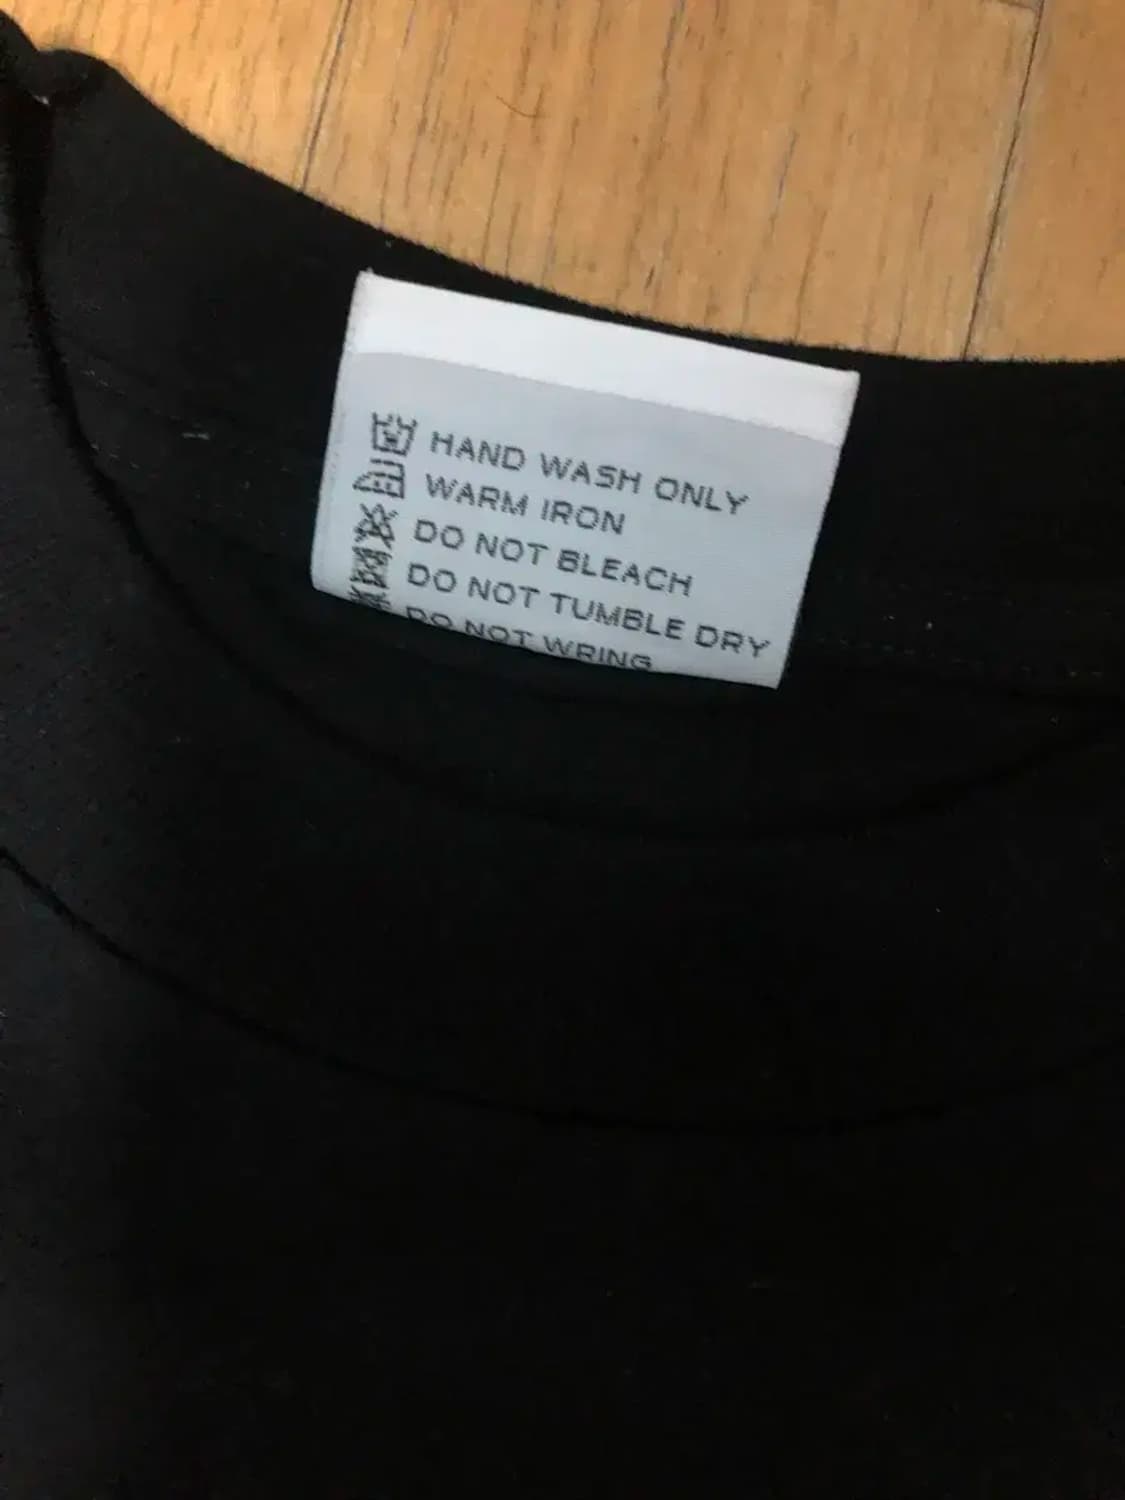 HAND WASH ONLY
WARM IRON
DO NOT BLEACH
DO NOT TUMBLE DRY
DO NOT WRING